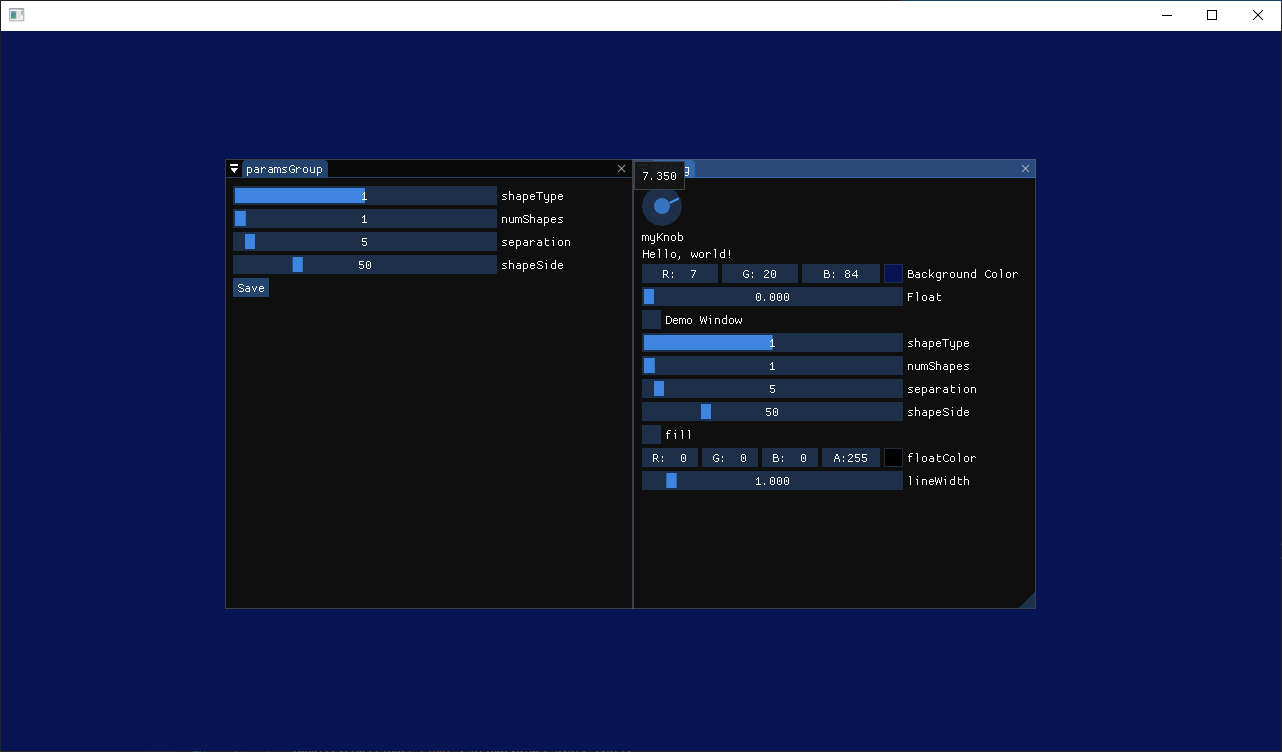 paramsGroup
1 shapeType
1 numShapes
5 separation
50 shapeSide
Save
7.350
myKnob
Hello, world!
R: 7 G: 20 B: 84 Background Color
0.000 Float
Demo Window
1 shapeType
1 numShapes
5 separation
50 shapeSide
fill
R: 0 G: 0 B: 0 A:255 floatColor
1.000 lineWidth